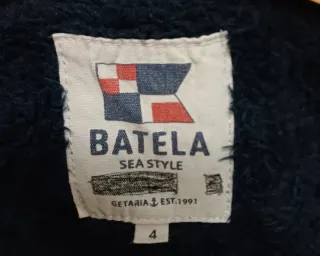 BATELA
SEA STYLE
GETARIA EST.1991
4